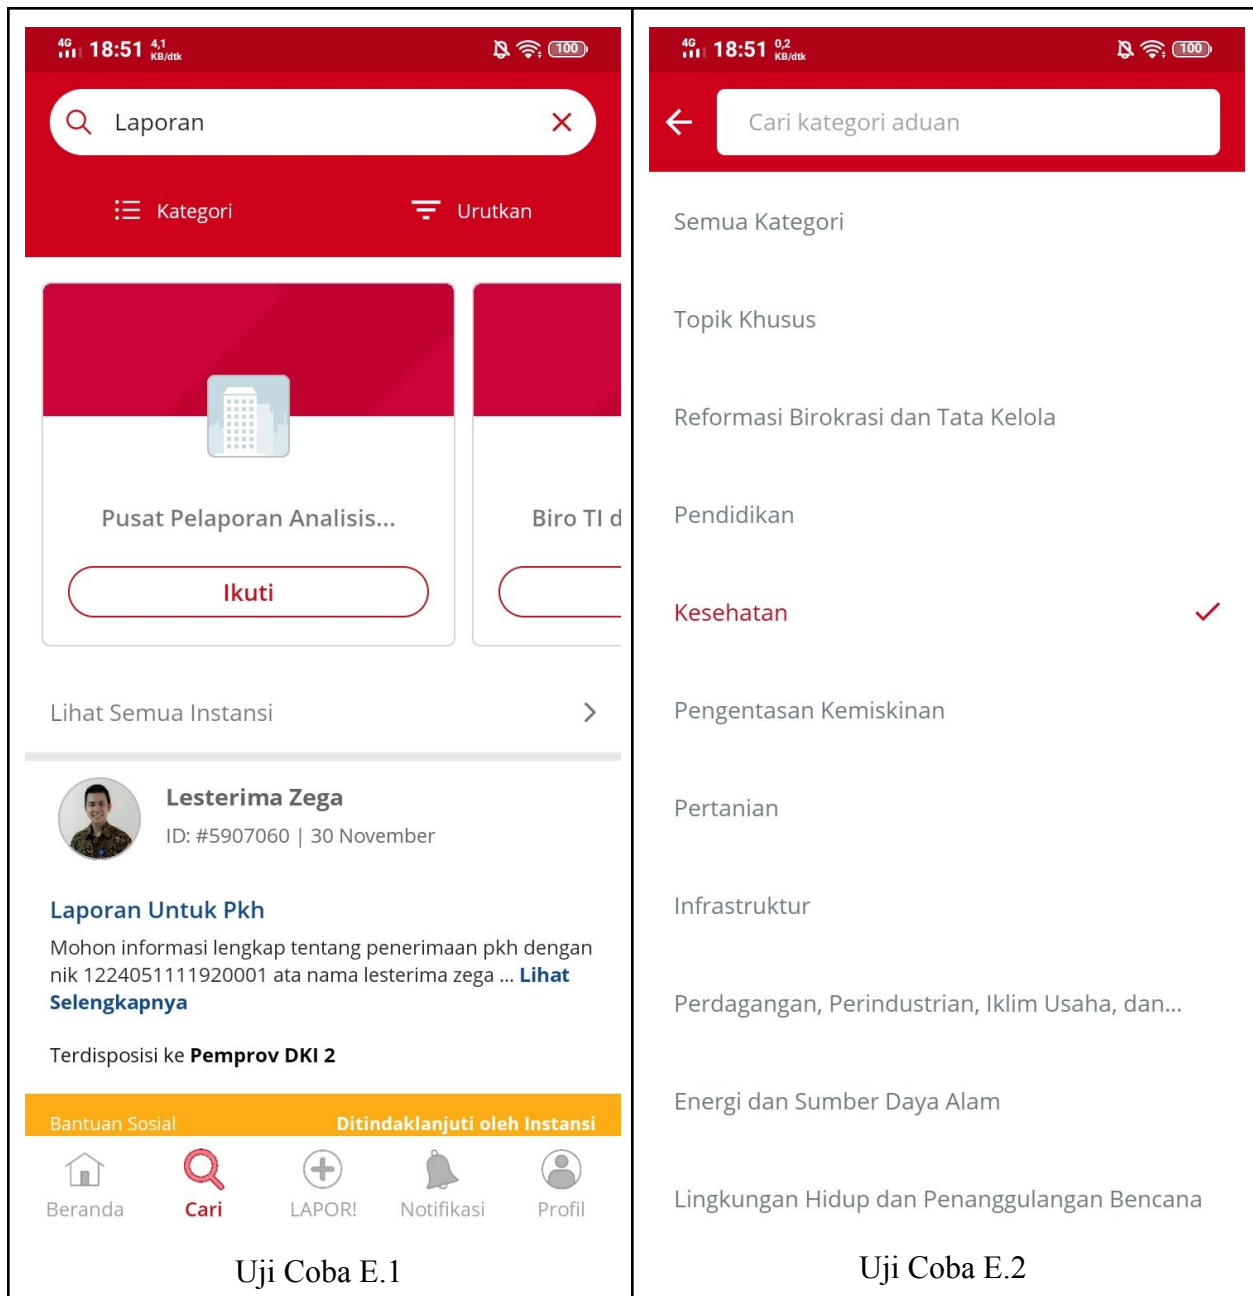 4G 18:51 4,1 KB/dtk 100
Laporan
Kategori Urutkan
Pusat Pelaporan Analisis...
Ikuti
Biro TI d
Lihat Semua Instansi
Lesterima Zega
ID: #5907060 | 30 November
Laporan Untuk Pkh
Mohon informasi lengkap tentang penerimaan pkh dengan
nik 1224051111920001 ata nama lesterima zega ... Lihat
Selengkapnya
Terdisposisi ke Pemprov DKI 2
Bantuan Sosial Ditindaklanjuti oleh Instansi
Beranda Cari LAPOR! Notifikasi Profil
Uji Coba E.1
4G 18:51 0,2 KB/dtk 100
Cari kategori aduan
Semua Kategori
Topik Khusus
Reformasi Birokrasi dan Tata Kelola
Pendidikan
Kesehatan
Pengentasan Kemiskinan
Pertanian
Infrastruktur
Perdagangan, Perindustrian, Iklim Usaha, dan...
Energi dan Sumber Daya Alam
Lingkungan Hidup dan Penanggulangan Bencana
Uji Coba E.2